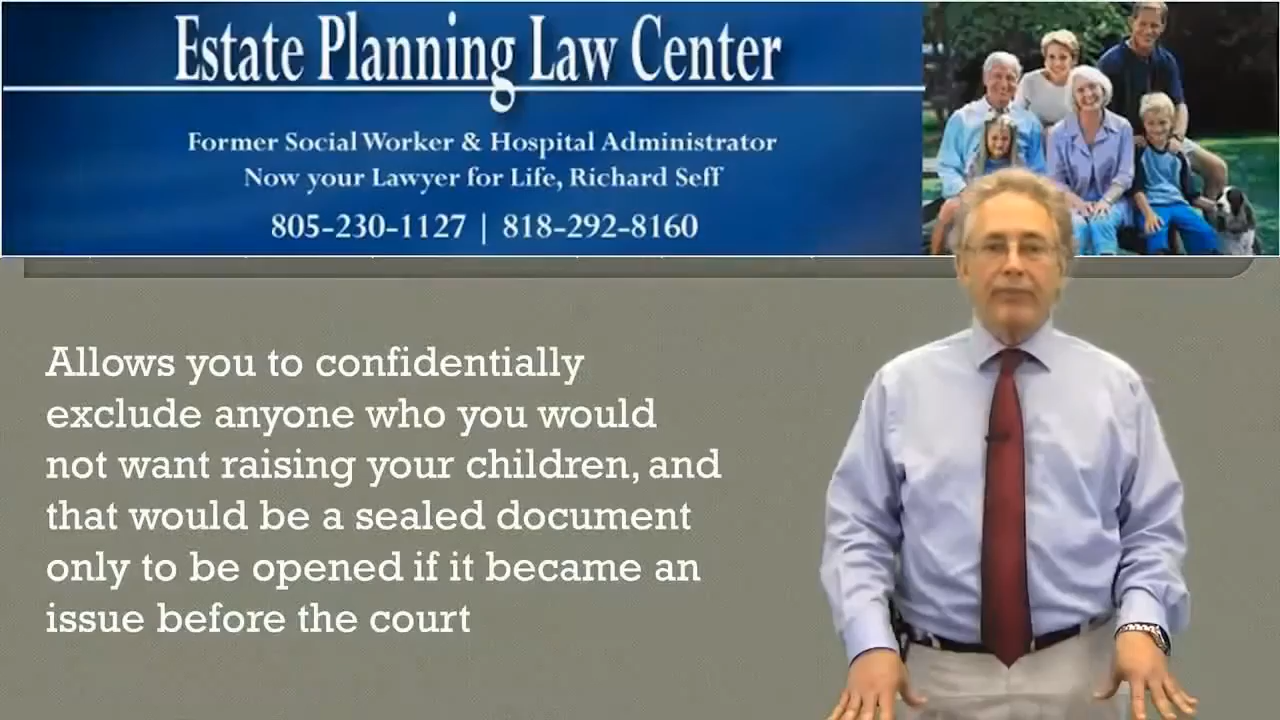 Estate Planning Law Center
Former Social Worker & Hospital Administrator
Now your Lawyer for Life, Richard Seff
805-230-1127 | 818-292-8160
Allows you to confidentially
exclude anyone who you would
not want raising your children, and
that would be a sealed document
only to be opened if it became an
issue before the court